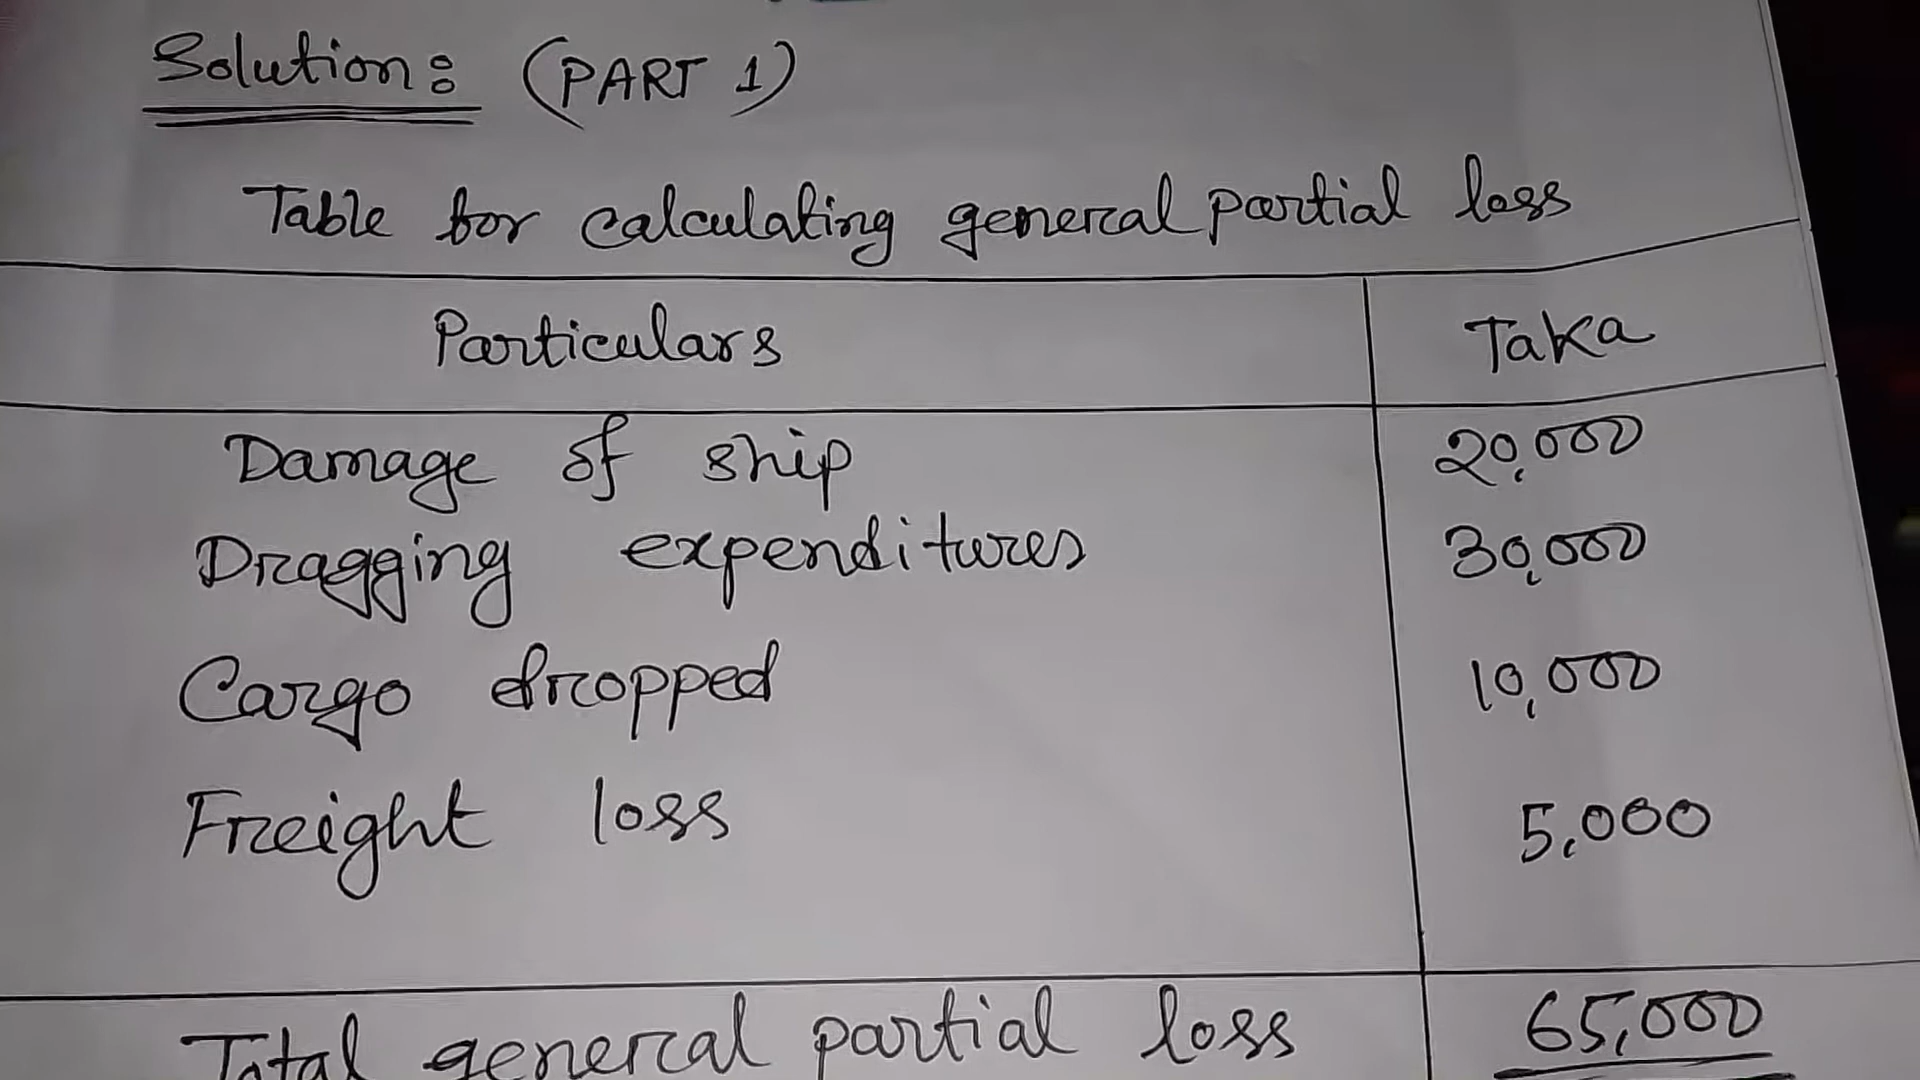 Solution: (PART 1)
Table for calculating general partial loss
Particulars Taka
Damage of ship 20,000
Dragging expenditures 30,000
Cargo dropped 10,000
Freight loss 5,000
Total general partial loss 65,000